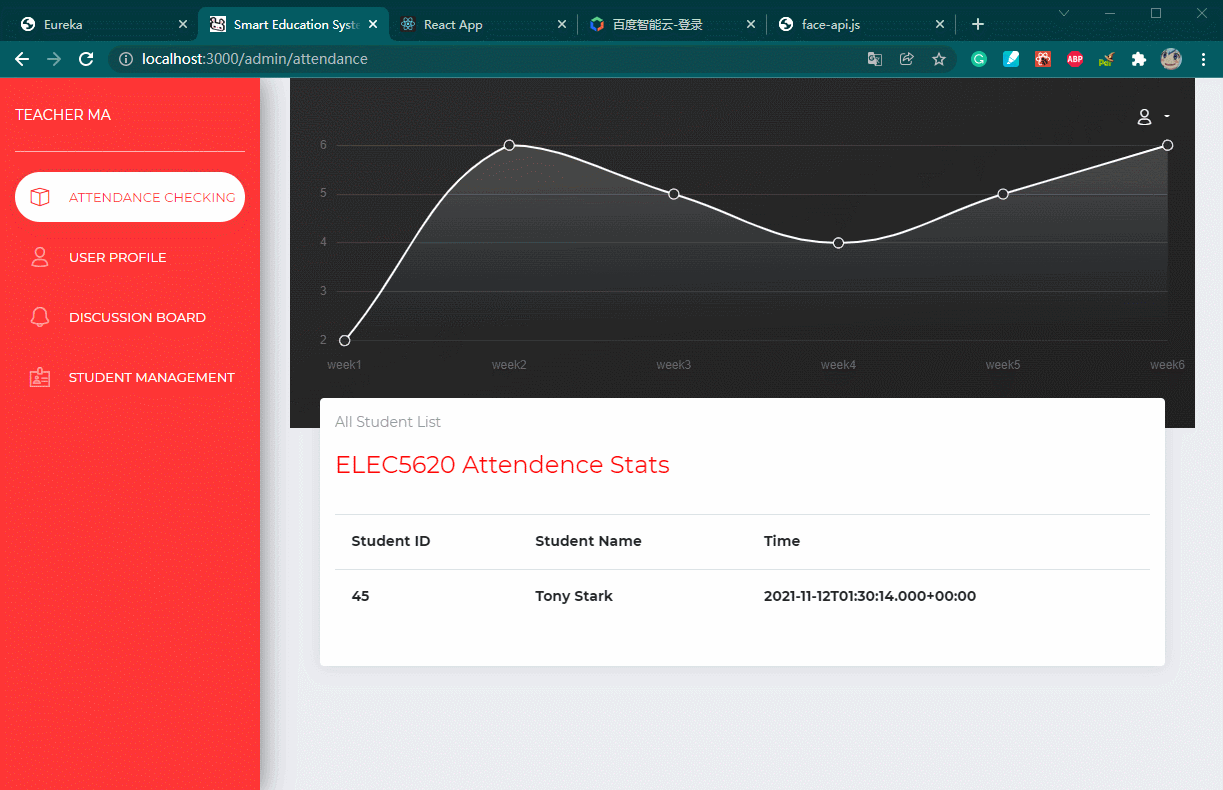 Eureka
Smart Education Syste
React App
百度智能云-登录
face-api.js
localhost:3000/admin/attendance
ABP
TEACHER MA
ATTENDANCE CHECKING
USER PROFILE
DISCUSSION BOARD
STUDENT MANAGEMENT
6
5
4
3
2
week1 week2 week3 week4 week5 week6
All Student List
ELEC5620 Attendence Stats
Student ID Student Name Time
45 Tony Stark 2021-11-12T01:30:14.000+00:00